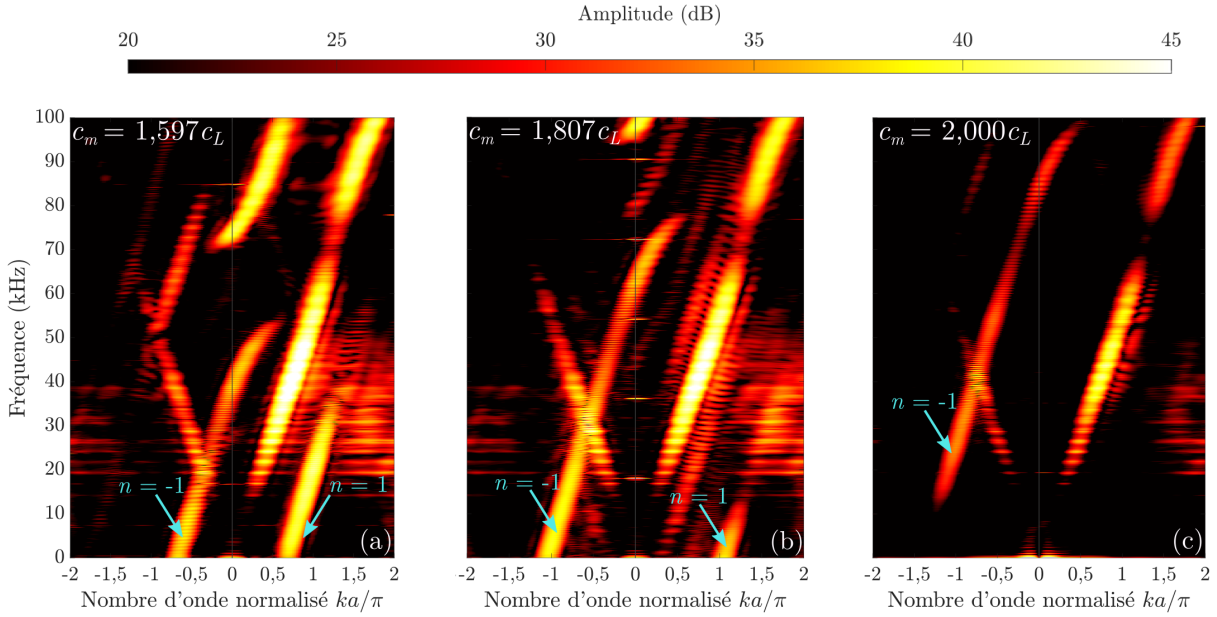 Amplitude (dB)
20 25 30 35 40 45
c_m = 1,597c_L
c_m = 1,807c_L
c_m = 2,000c_L
Fréquence (kHz)
100
90
80
70
60
50
40
30
20
10
0
n = -1
n = 1
(a)
n = -1
n = 1
(b)
n = -1
(c)
-2 -1,5 -1 -0,5 0 0,5 1 1,5 2
-2 -1,5 -1 -0,5 0 0,5 1 1,5 2
-2 -1,5 -1 -0,5 0 0,5 1 1,5 2
Nombre d'onde normalisé ka/π
Nombre d'onde normalisé ka/π
Nombre d'onde normalisé ka/π